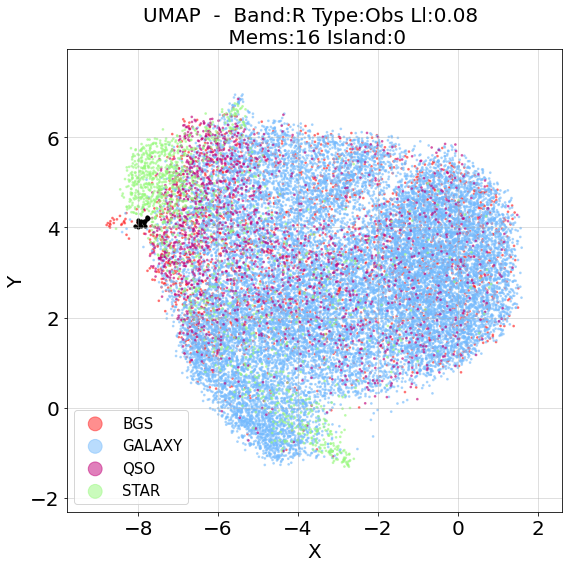 UMAP  -  Band:R Type:Obs Ll:0.08
Mems:16 Island:0
Y
6
4
2
0
−2
BGS
GALAXY
QSO
STAR
−8
−6
−4
−2
0
2
X